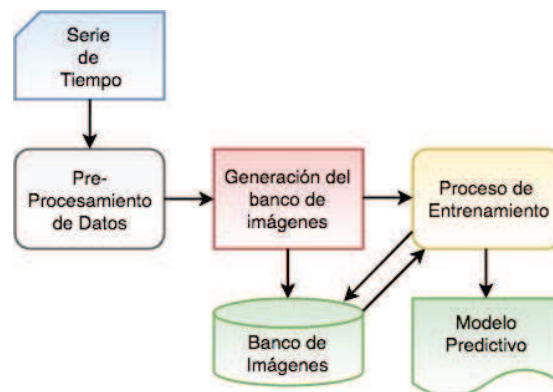 Serie
de
Tiempo
Pre-
Procesamiento
de Datos
Generación del
banco de
imágenes
Proceso de
Entrenamiento
Banco de
Imágenes
Modelo
Predictivo